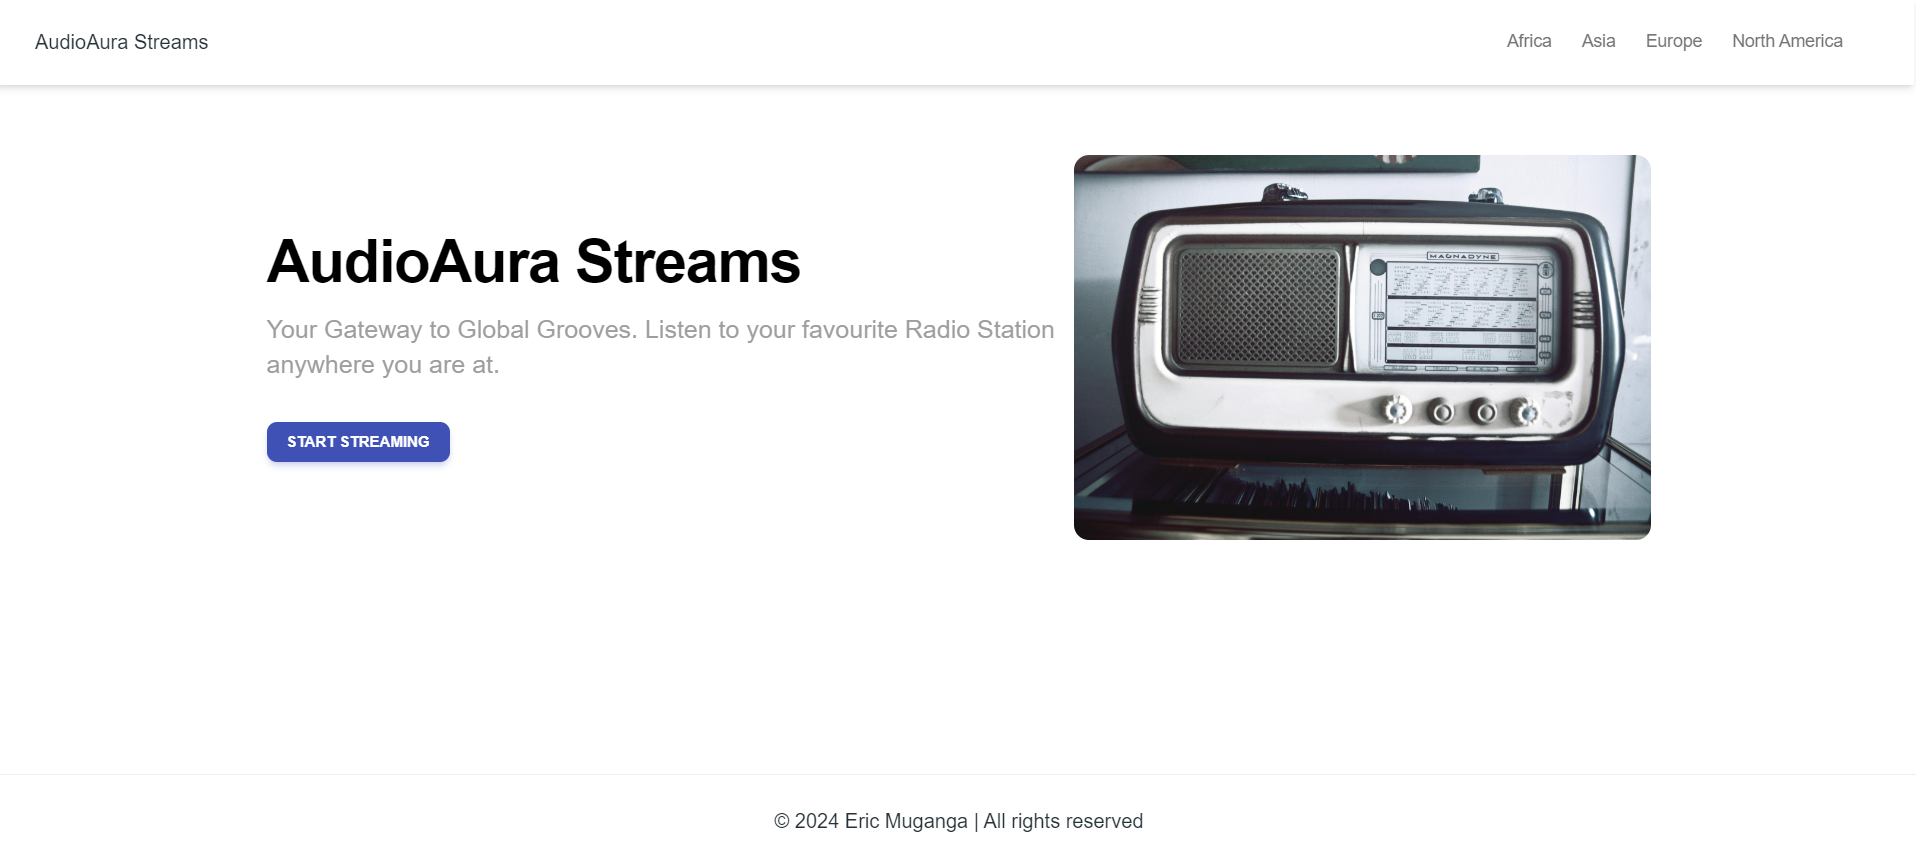 AudioAura Streams
Africa Asia Europe North America
AudioAura Streams
Your Gateway to Global Grooves. Listen to your favourite Radio Station
anywhere you are at.
START STREAMING
MAGNADYNE
© 2024 Eric Muganga | All rights reserved